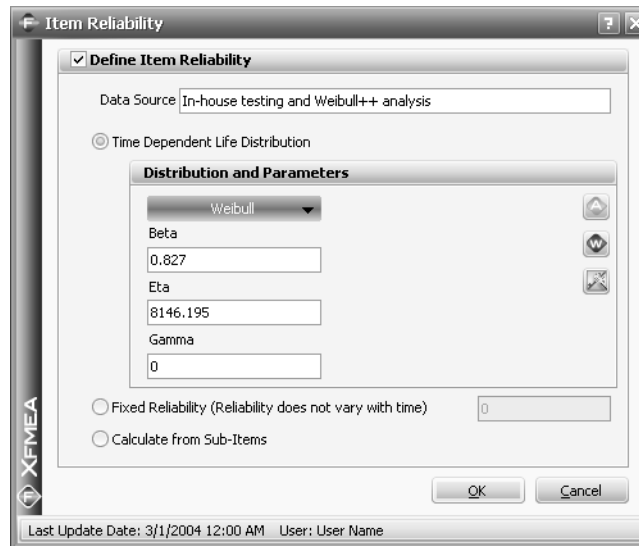 Item Reliability
Define Item Reliability
Data Source In-house testing and Weibull++ analysis
Time Dependent Life Distribution
Distribution and Parameters
Weibull
Beta
0.827
Eta
8146.195
Gamma
0
Fixed Reliability (Reliability does not vary with time) 0
Calculate from Sub-Items
OK Cancel
Last Update Date: 3/1/2004 12:00 AM User: User Name
F XFMEA
F
?
X
A
W